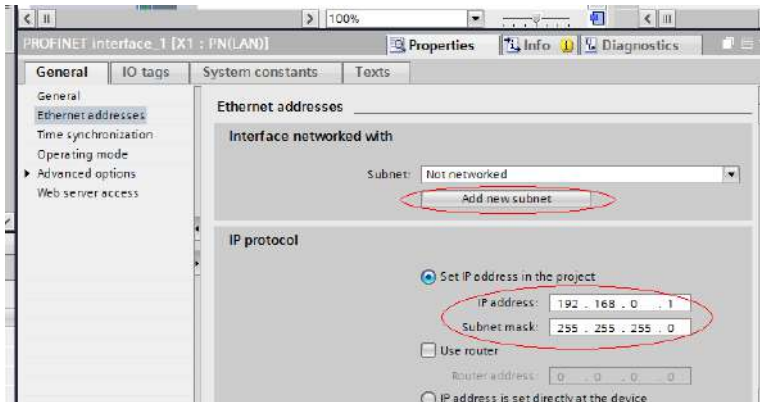 100%
PROFINET interface_1 [X1 : PN(LAN)]
Properties
Info
Diagnostics
General
IO tags
System constants
Texts
General
Ethernet addresses
Time synchronization
Operating mode
Advanced options
Web server access
Ethernet addresses
Interface networked with
Subnet: Not networked
Add new subnet
IP protocol
Set IP address in the project
IP address: 192 . 168 . 0 . 1
Subnet mask: 255 . 255 . 255 . 0
Use router
Router address: 0 . 0 . 0 . 0
IP address is set directly at the device